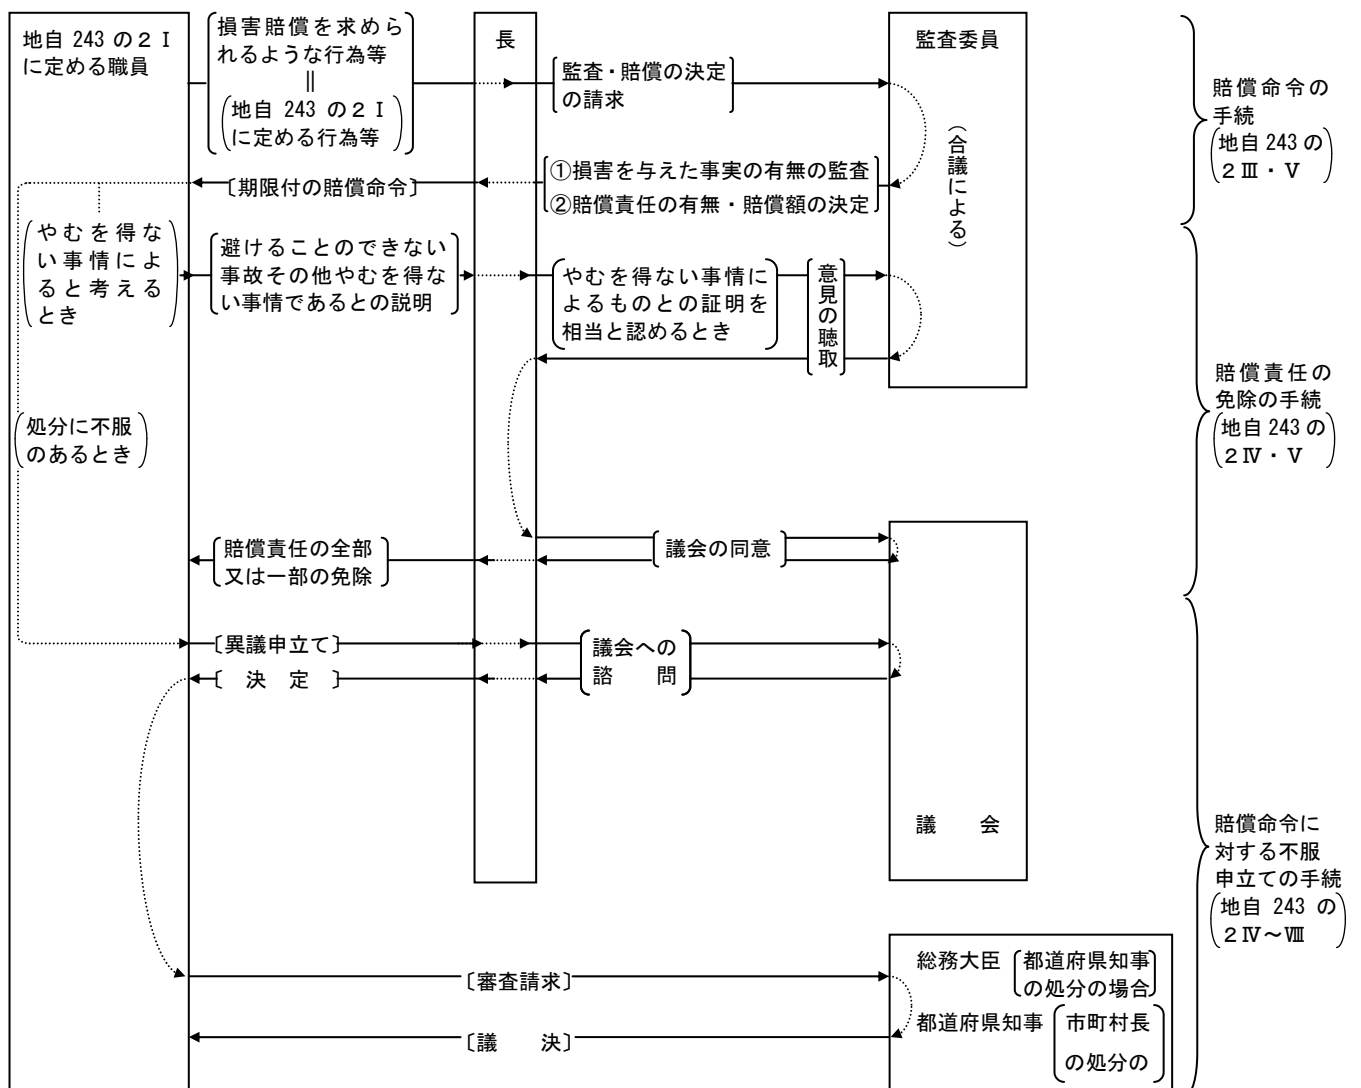 地自 243 の２Ⅰ
に定める職員
損害賠償を求めら
れるような行為等
||
地自 243 の２Ⅰ
に定める行為等
長
監査・賠償の決定
の請求
監査委員
（合議による）
賠償命令の
手続
地自 243 の
２Ⅲ・Ⅴ
〔期限付の賠償命令〕
①損害を与えた事実の有無の監査
②賠償責任の有無・賠償額の決定
やむを得な
い事情によ
ると考える
とき
避けることのできない
事故その他やむを得な
い事情であるとの説明
やむを得ない事情に
よるものとの証明を
相当と認めるとき
意見の聴取
賠償責任の
免除の手続
地自 243 の
２Ⅳ・Ⅴ
処分に不服
のあるとき
賠償責任の全部
又は一部の免除
議会の同意
〔異議申立て〕
〔 決 定 〕
議会への
諮 問
議 会
賠償命令に
対する不服
申立ての手続
地自 243 の
２Ⅳ～Ⅷ
〔審査請求〕
〔議 決〕
総務大臣 都道府県知事
の処分の場合
都道府県知事 市町村長
の処分の